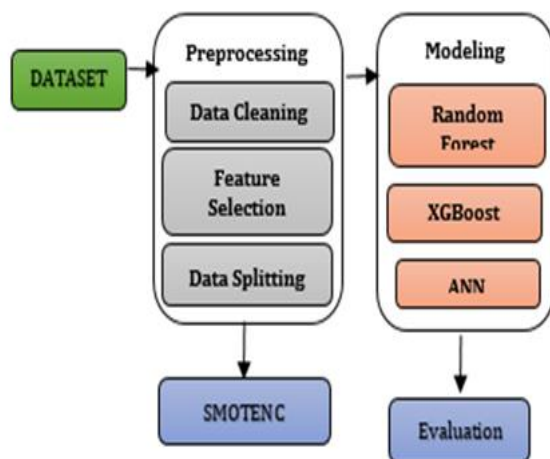 DATASET
Preprocessing
Data Cleaning
Feature
Selection
Data Splitting
SMOTENC
Modeling
Random
Forest
XGBoost
ANN
Evaluation